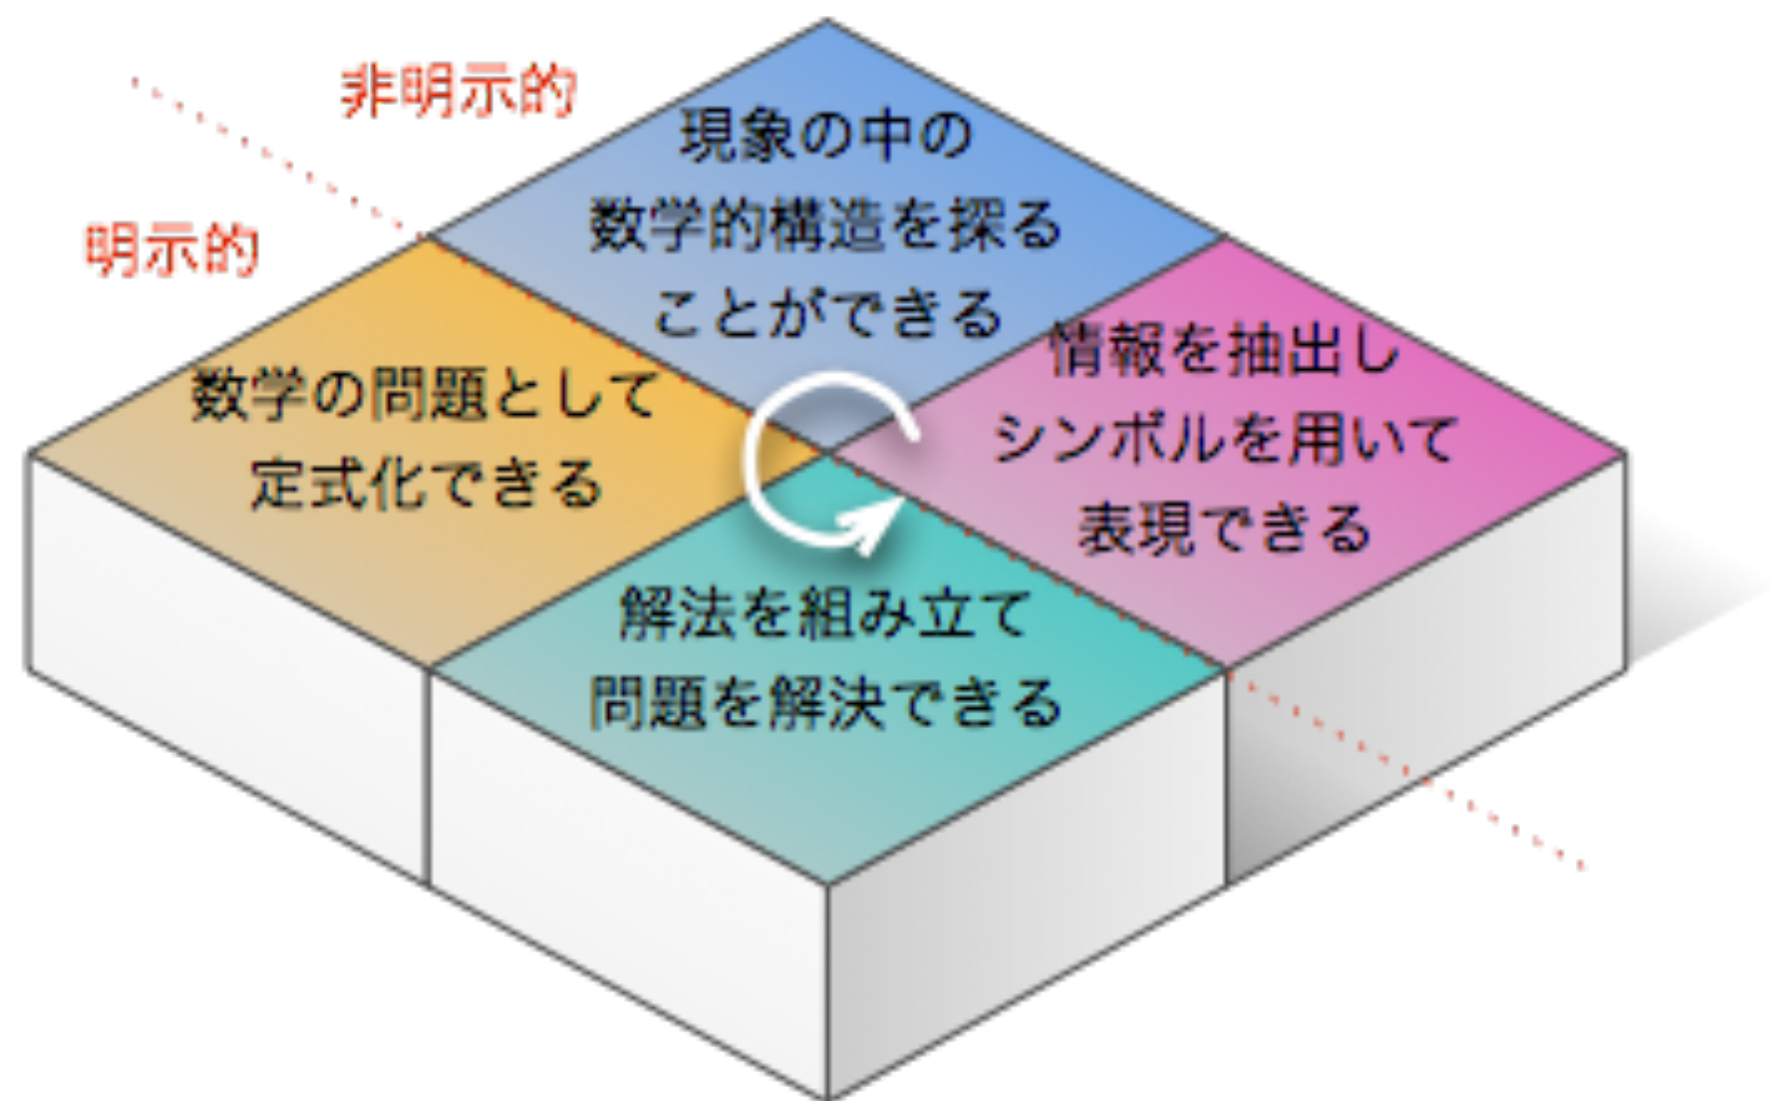 非明示的
明示的
現象の中の
数学的構造を探る
ことができる
情報を抽出し
シンボルを用いて
表現できる
数学の問題として
定式化できる
解法を組み立て
問題を解決できる